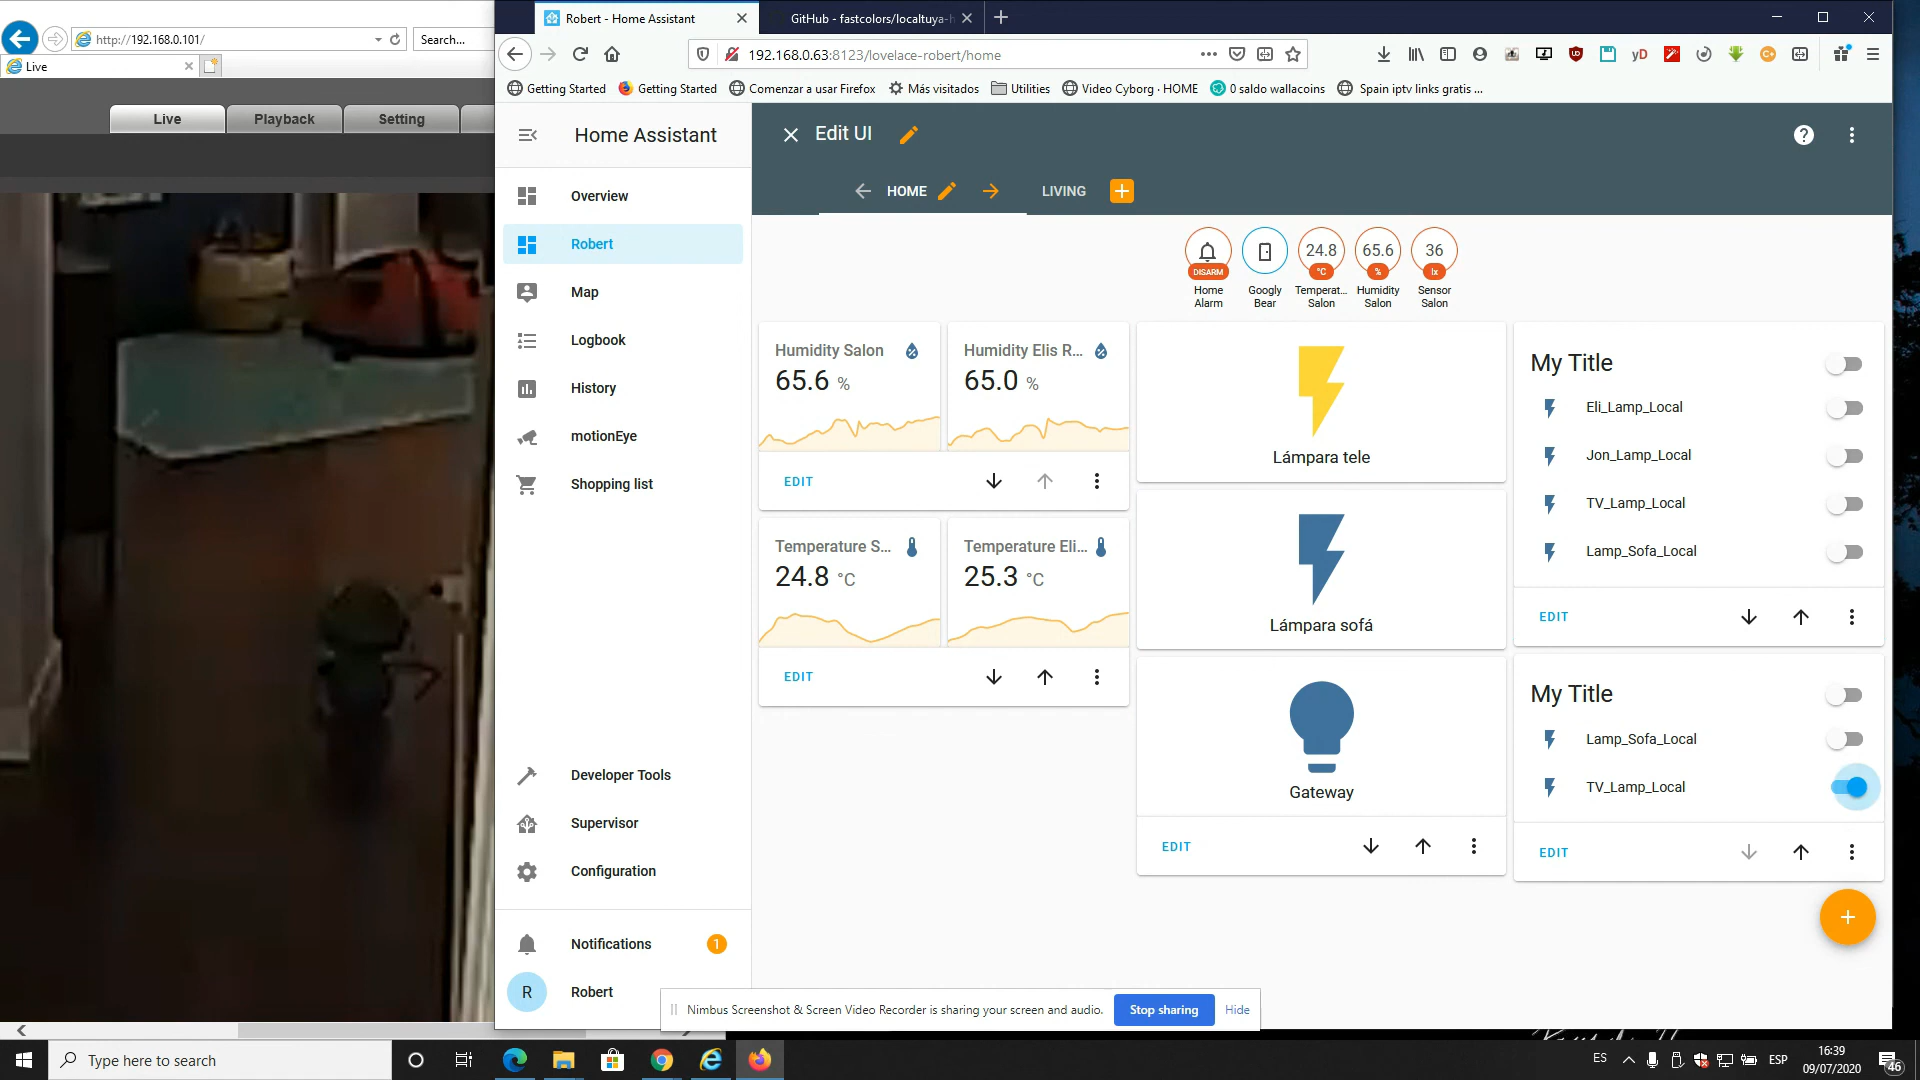 http://192.168.0.101/
Search...
Live
Live
Playback
Setting
Robert - Home Assistant
GitHub - fastcolors/localtuya-h
192.168.0.63:8123/lovelace-robert/home
Getting Started
Getting Started
Comenzar a usar Firefox
Más visitados
Utilities
Video Cyborg · HOME
0 saldo wallacoins
Spain iptv links gratis ...
Home Assistant
Overview
Robert
Map
Logbook
History
motionEye
Shopping list
Developer Tools
Supervisor
Configuration
Notifications
1
R
Robert
Edit UI
HOME
LIVING
DISARM
Home
Alarm
Googly
Bear
24.8
°C
Temperat...
Salon
65.6
%
Humidity
Salon
36
lx
Sensor
Salon
Humidity Salon
65.6 %
Humidity Elis R...
65.0 %
EDIT
Temperature S...
24.8 °C
Temperature Eli...
25.3 °C
EDIT
Lámpara tele
Lámpara sofá
Gateway
EDIT
My Title
Eli_Lamp_Local
Jon_Lamp_Local
TV_Lamp_Local
Lamp_Sofa_Local
EDIT
My Title
Lamp_Sofa_Local
TV_Lamp_Local
EDIT
Nimbus Screenshot & Screen Video Recorder is sharing your screen and audio.
Stop sharing
Hide
Type here to search
ES
ESP
16:39
09/07/2020
46